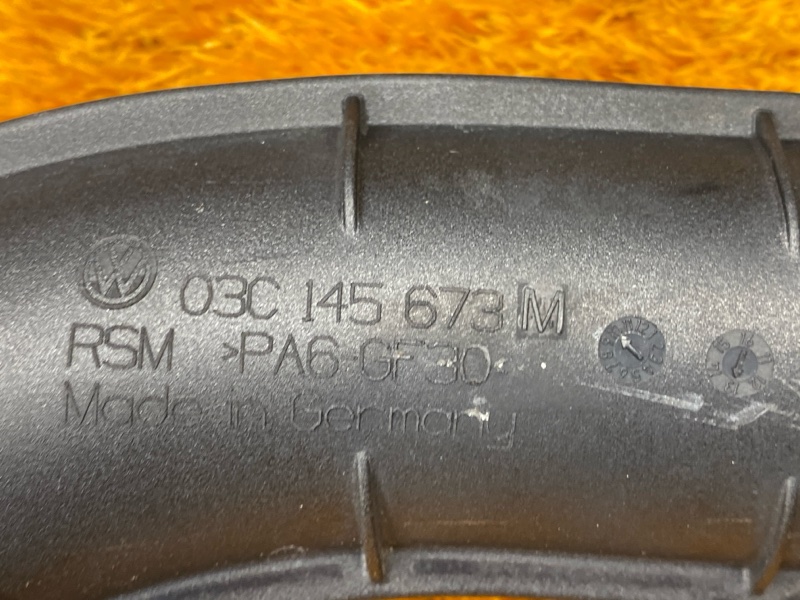 03C 145 673 M
RSM >PA6-GF30
Made in Germany